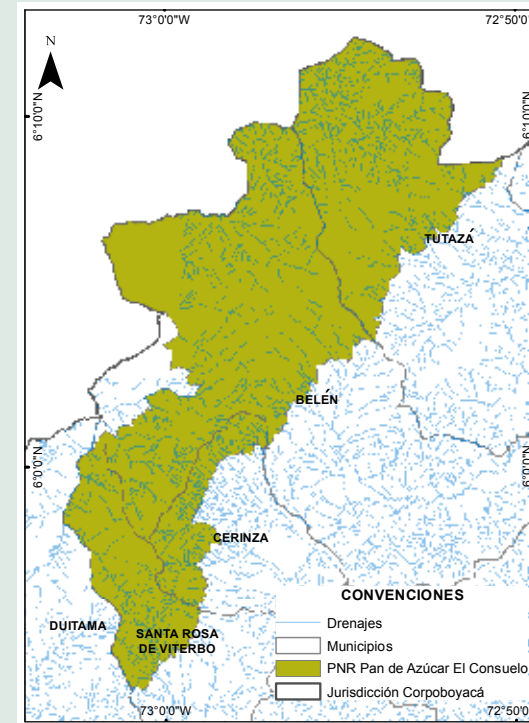 73°0'0"W
72°50'0"
N
6°10'0"N
6°10'0"N
TUTAZÁ
BELÉN
6°0'0"N
6°0'0"N
CERINZA
DUITAMA
SANTA ROSA
DE VITERBO
CONVENCIONES
Drenajes
Municipios
PNR Pan de Azúcar El Consuelo
Jurisdicción Corpoboyacá
73°0'0"W
72°50'0"